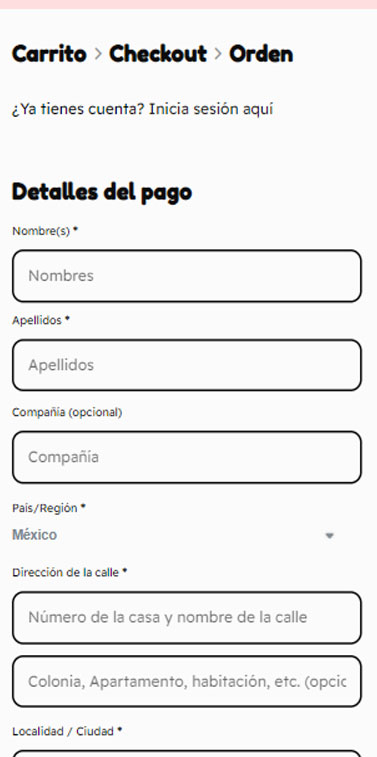 Carrito > Checkout > Orden
¿Ya tienes cuenta? Inicia sesión aquí
Detalles del pago
Nombre(s) *
Nombres
Apellidos *
Apellidos
Compañía (opcional)
Compañía
País/Región *
México
Dirección de la calle *
Número de la casa y nombre de la calle
Colonia, Apartamento, habitación, etc. (opcic
Localidad / Ciudad *